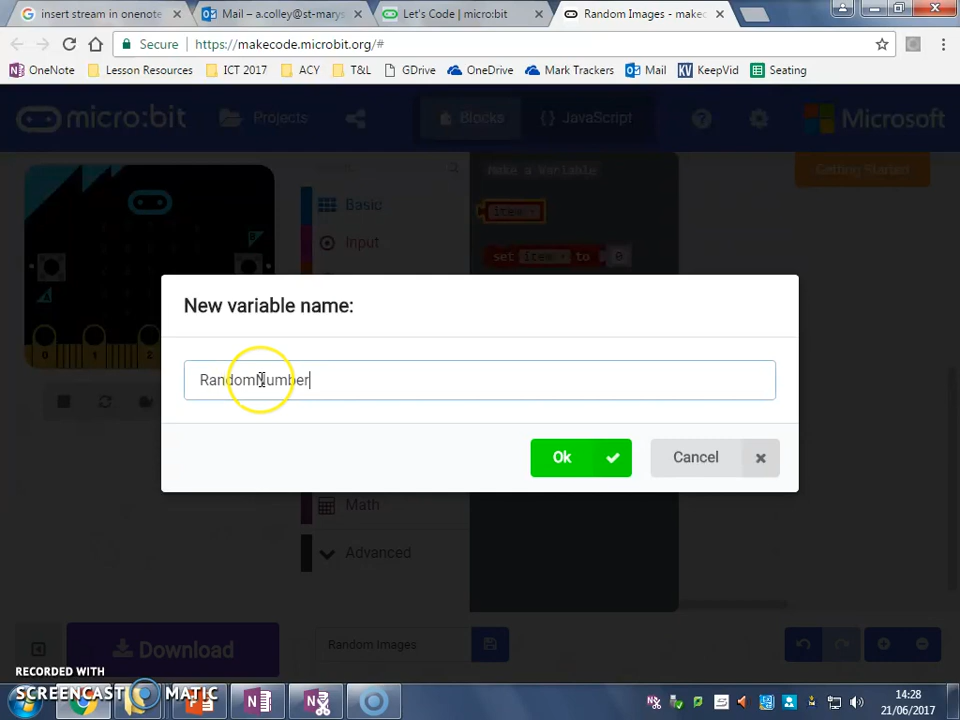 insert stream in onenote
Mail – a.colley@st-marys
Let's Code | micro:bit
Random Images - makec
Secure
https://makecode.microbit.org/#
OneNote
Lesson Resources
ICT 2017
ACY
T&L
GDrive
OneDrive
Mark Trackers
Mail
KeepVid
Seating
micro:bit
Projects
Blocks
{} JavaScript
Microsoft
Make a Variable
Getting Started
Basic
item
Input
set item to 0
B
A
0
1
2
New variable name:
RandomNumber
Ok
Cancel
Math
Advanced
Download
Random Images
RECORDED WITH
SCREENCAST MATIC
14:28
21/06/2017